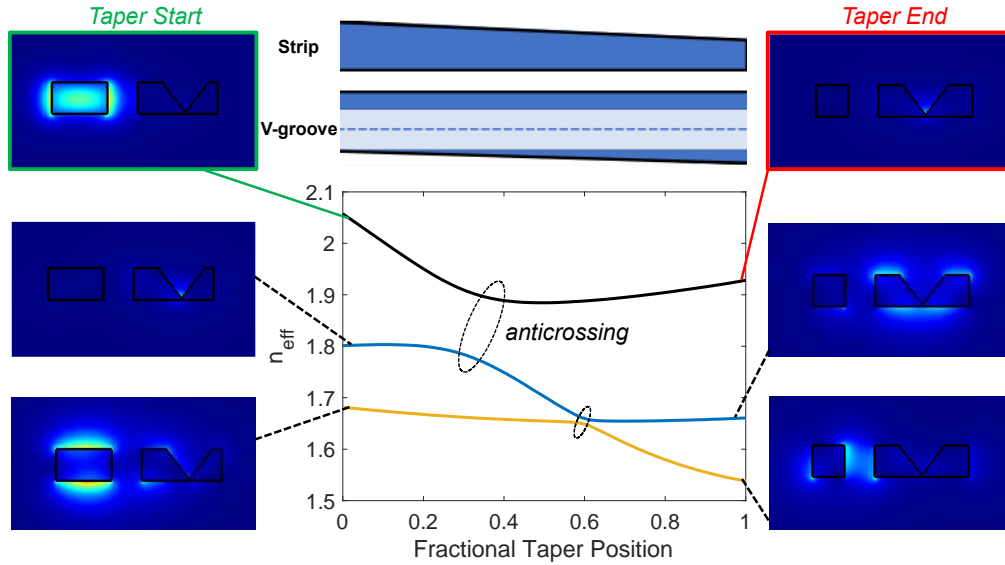 Taper Start
Taper End
Strip
V-groove
2.1
2
1.9
1.8
1.7
1.6
1.5
n_eff
anticrossing
0
0.2
0.4
0.6
0.8
1
Fractional Taper Position